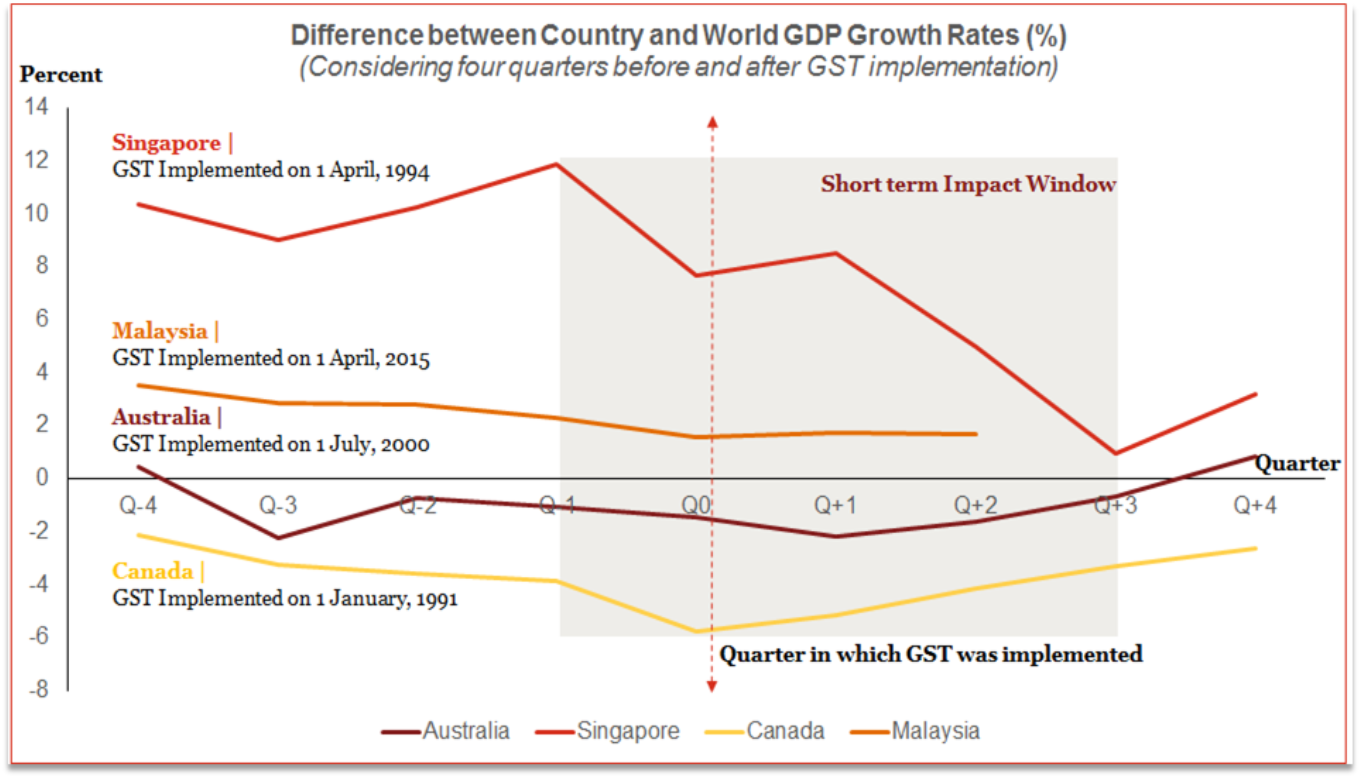 Difference between Country and World GDP Growth Rates (%)
(Considering four quarters before and after GST implementation)
Percent
14
12
10
8
6
4
2
0
-2
-4
-6
-8
Singapore |
GST Implemented on 1 April, 1994
Short term Impact Window
Malaysia |
GST Implemented on 1 April, 2015
Australia |
GST Implemented on 1 July, 2000
Quarter
Q-4 Q-3 Q-2 Q-1 Q0 Q+1 Q+2 Q+3 Q+4
Canada |
GST Implemented on 1 January, 1991
Quarter in which GST was implemented
Australia Singapore Canada Malaysia